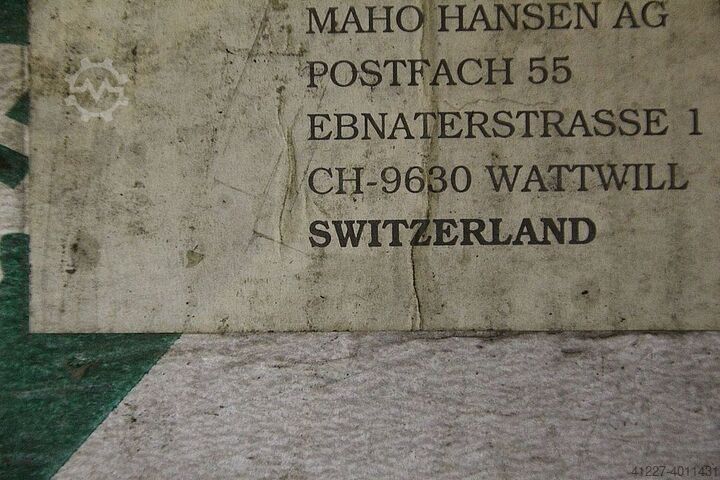 MAHO HANSEN AG
POSTFACH 55
EBNATERSTRASSE 1
CH-9630 WATTWILL
SWITZERLAND
41227-4011431